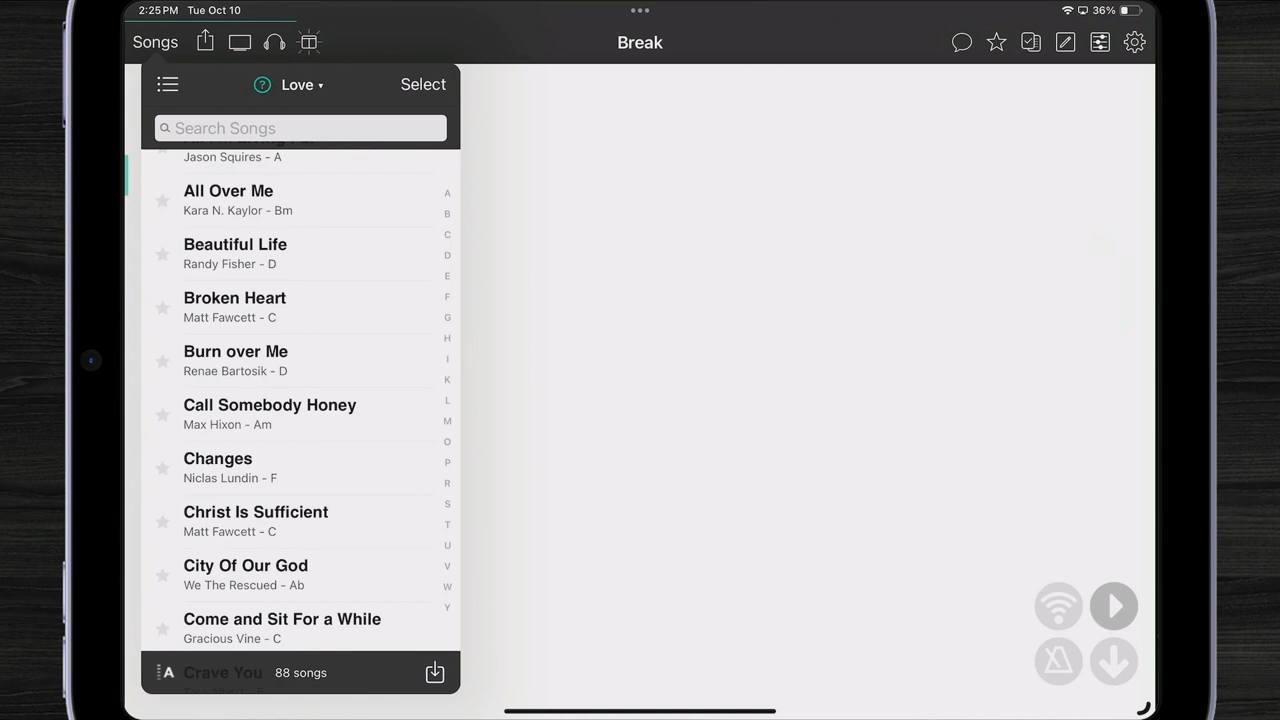 2:25 PM Tue Oct 10
36%
Songs
Break
? Love ▾ Select
Search Songs
Jason Squires - A
All Over Me
Kara N. Kaylor - Bm
Beautiful Life
Randy Fisher - D
Broken Heart
Matt Fawcett - C
Burn over Me
Renae Bartosik - D
Call Somebody Honey
Max Hixon - Am
Changes
Niclas Lundin - F
Christ Is Sufficient
Matt Fawcett - C
City Of Our God
We The Rescued - Ab
Come and Sit For a While
Gracious Vine - C
Crave You
A
B
C
D
E
F
G
H
I
K
L
M
O
P
R
S
T
U
V
W
Y
A 88 songs